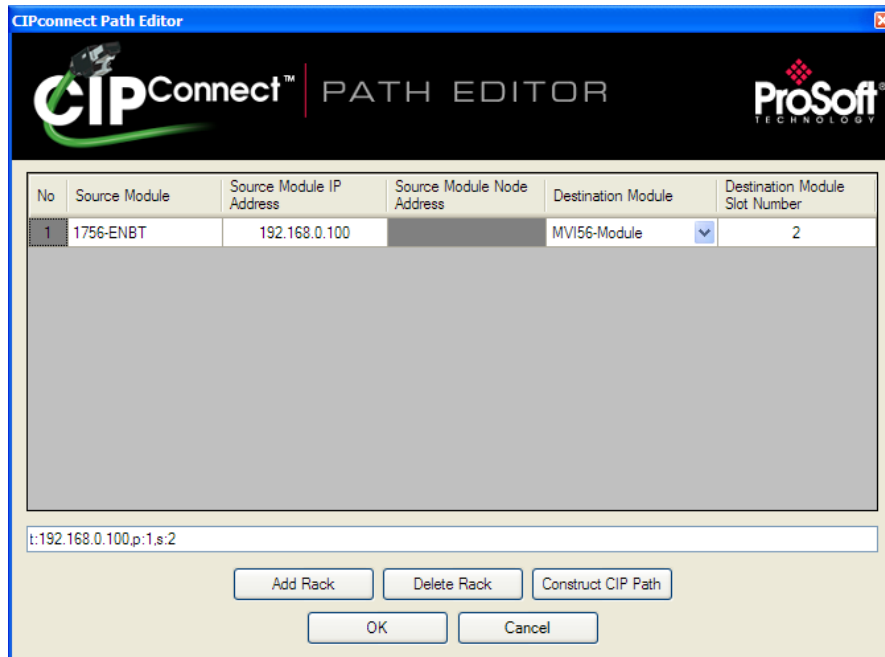 CIPconnect Path Editor
CIPConnect™ PATH EDITOR
ProSoft®
TECHNOLOGY
No Source Module Source Module IP Address Source Module Node Address Destination Module Destination Module Slot Number
1 1756-ENBT 192.168.0.100 MVI56-Module 2
t:192.168.0.100,p:1,s:2
Add Rack Delete Rack Construct CIP Path
OK Cancel